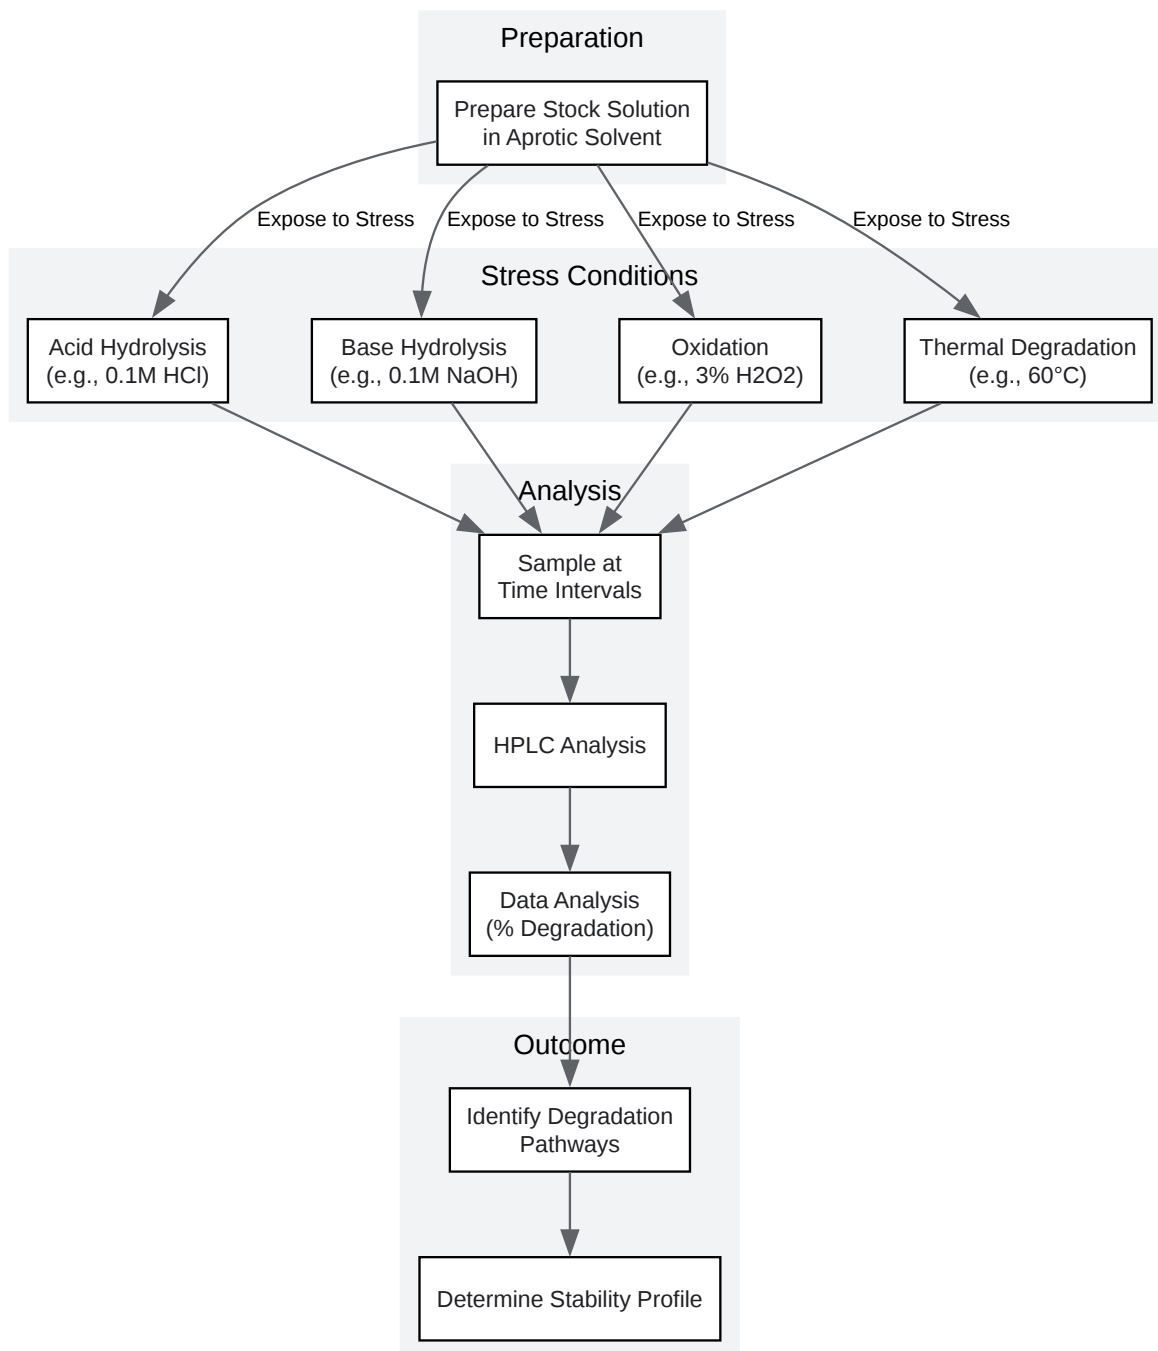 Preparation
Prepare Stock Solution
in Aprotic Solvent
Expose to Stress
Expose to Stress
Expose to Stress
Expose to Stress
Stress Conditions
Acid Hydrolysis
(e.g., 0.1M HCl)
Base Hydrolysis
(e.g., 0.1M NaOH)
Oxidation
(e.g., 3% H2O2)
Thermal Degradation
(e.g., 60°C)
Analysis
Sample at
Time Intervals
HPLC Analysis
Data Analysis
(% Degradation)
Outcome
Identify Degradation
Pathways
Determine Stability Profile